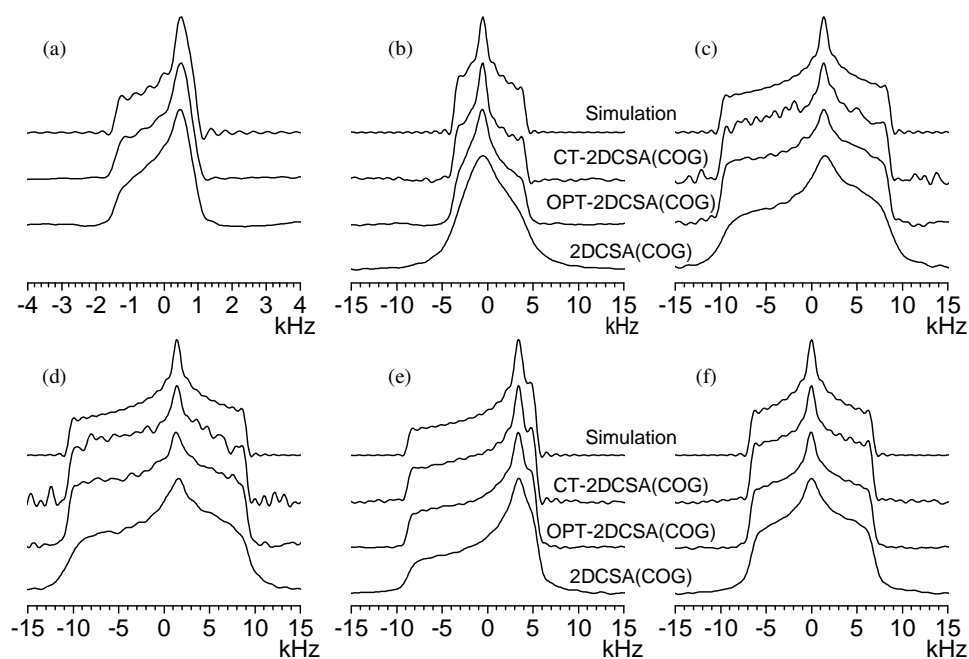 (a)
(b)
(c)
Simulation
CT-2DCSA(COG)
OPT-2DCSA(COG)
2DCSA(COG)
-4 -3 -2 -1 0 1 2 3 4
kHz
-15 -10 -5 0 5 10 15
kHz
-15 -10 -5 0 5 10 15
kHz
(d)
(e)
(f)
Simulation
CT-2DCSA(COG)
OPT-2DCSA(COG)
2DCSA(COG)
-15 -10 -5 0 5 10 15
kHz
-15 -10 -5 0 5 10 15
kHz
-15 -10 -5 0 5 10 15
kHz